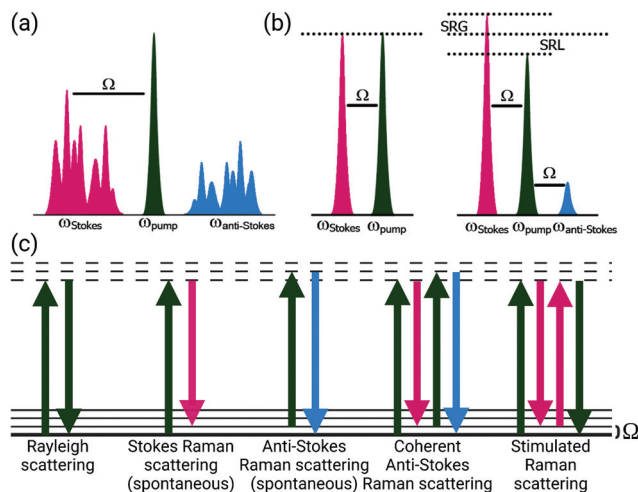 (a)
Ω
ωStokes
ωpump
ωanti-Stokes
(b)
Ω
ωStokes
ωpump
SRG
SRL
Ω
Ω
ωStokes
ωpump
ωanti-Stokes
(c)
Ω
Rayleigh
scattering
Stokes Raman
scattering
(spontaneous)
Anti-Stokes
Raman scattering
(spontaneous)
Coherent
Anti-Stokes
Raman scattering
Stimulated
Raman
scattering